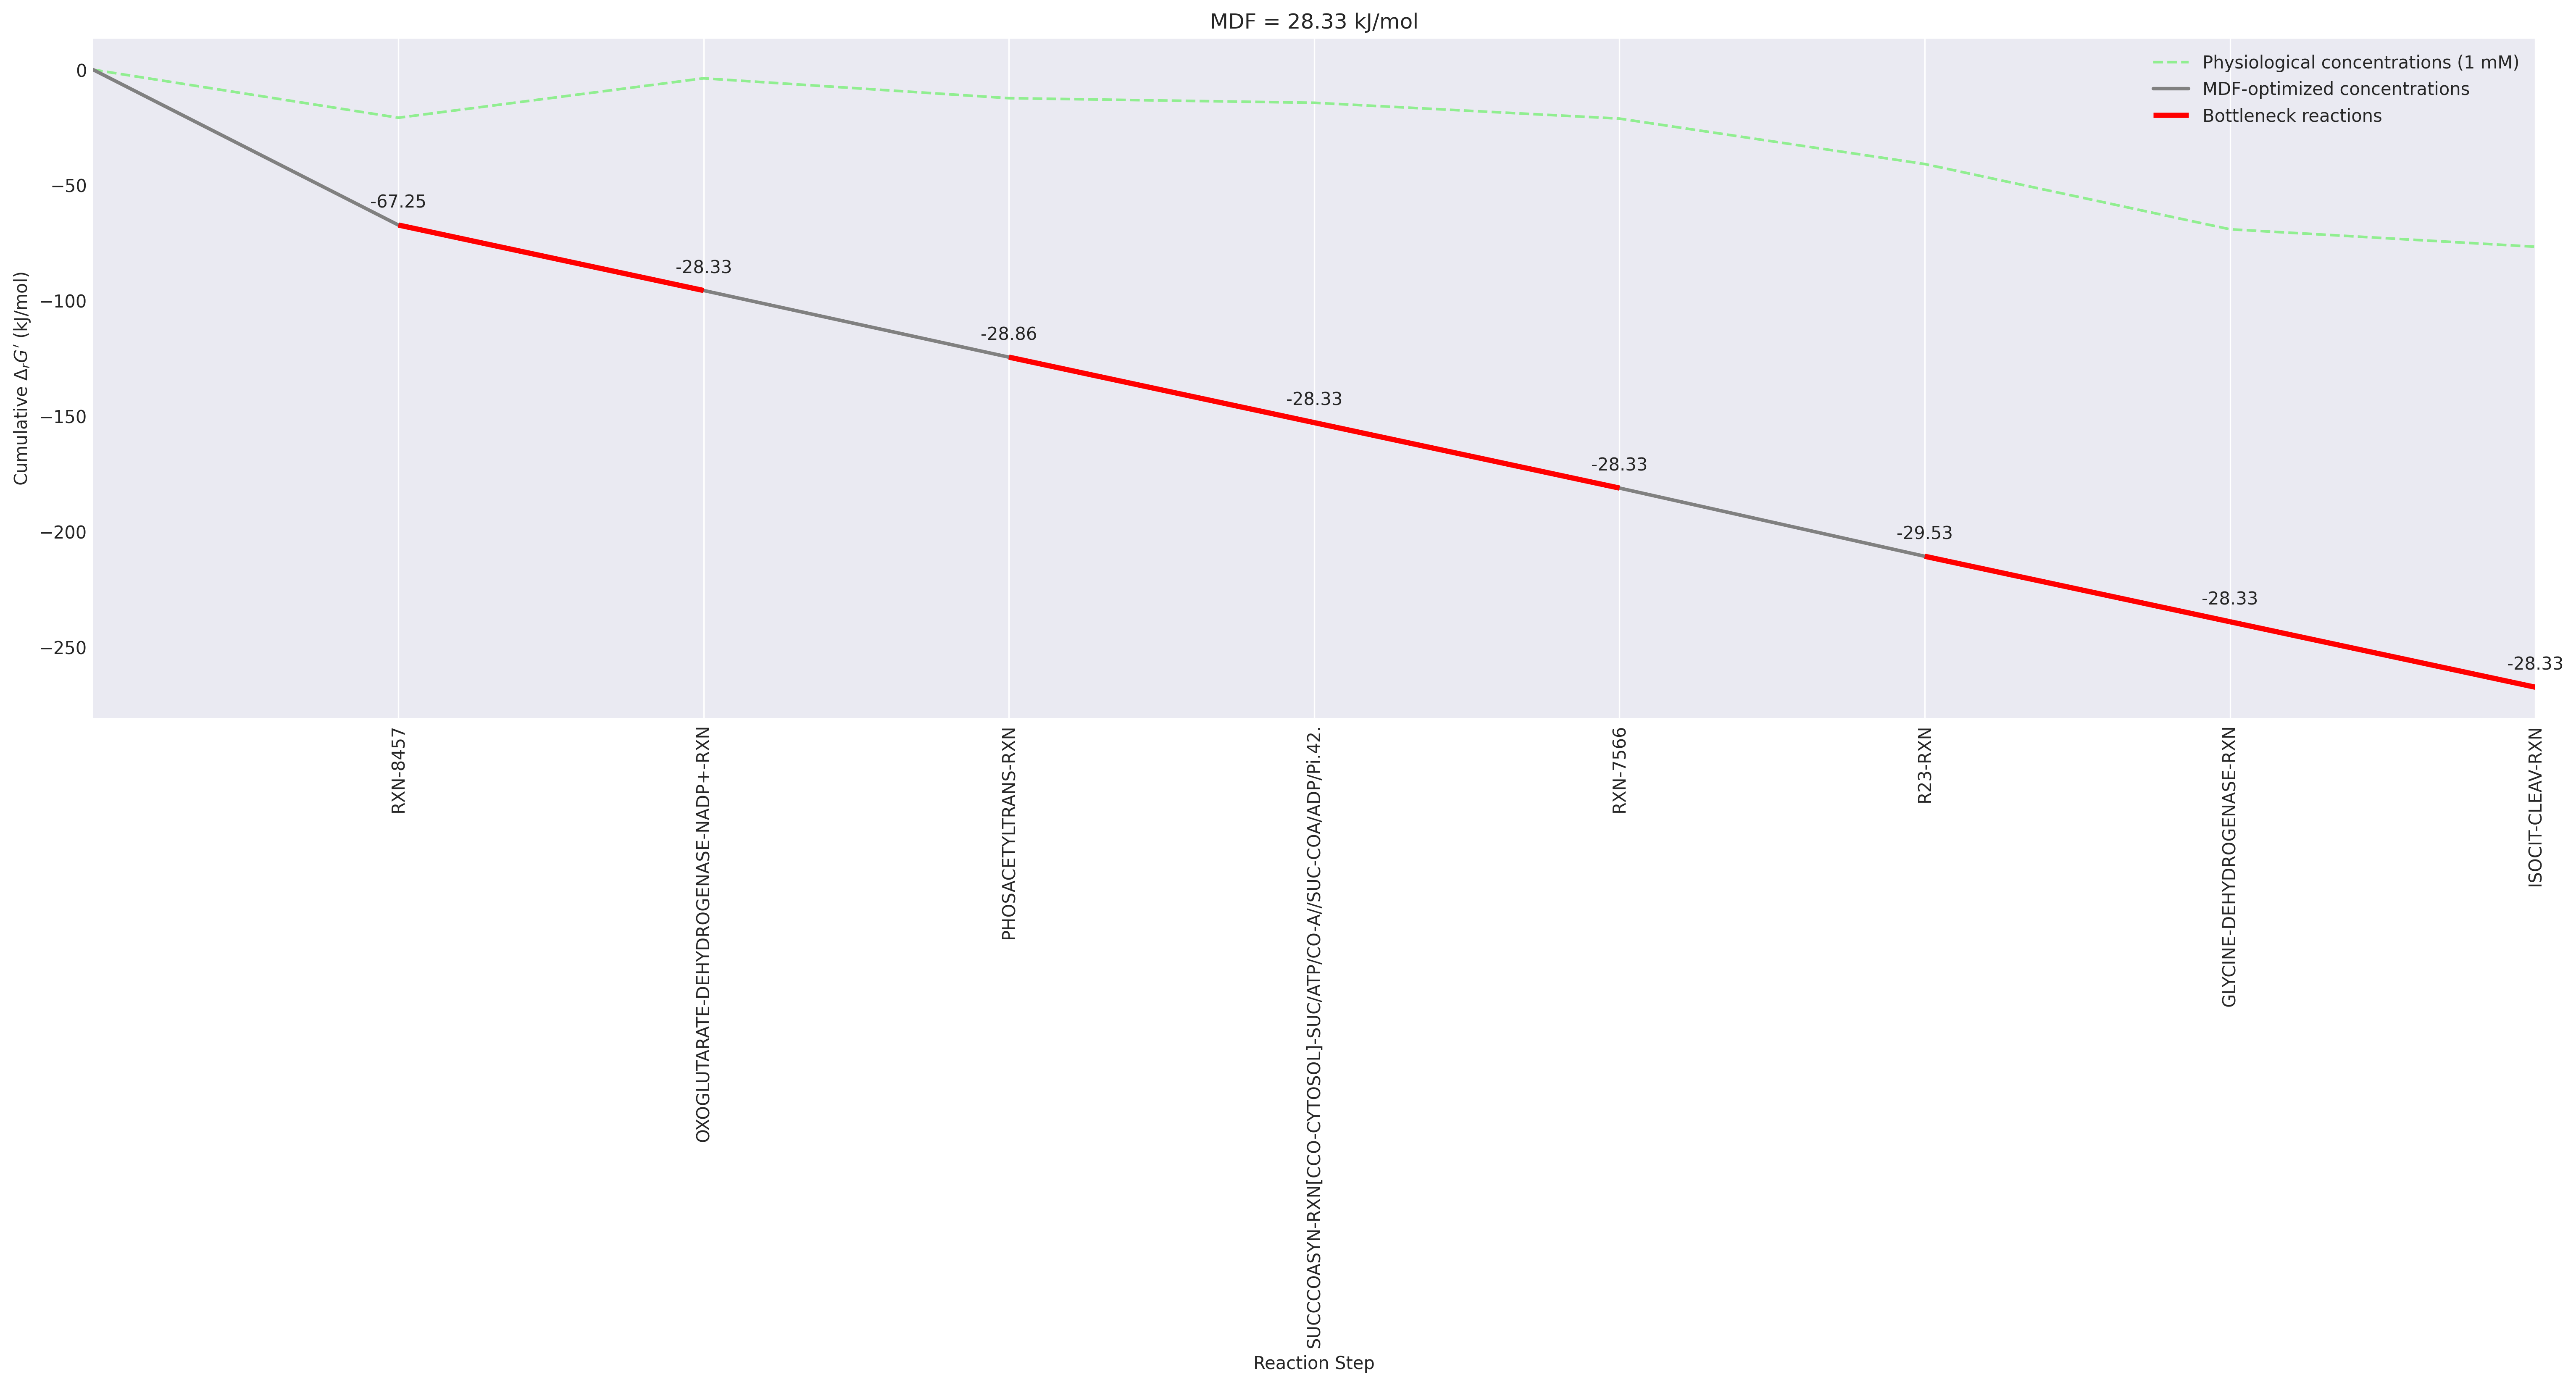 MDF = 28.33 kJ/mol
Physiological concentrations (1 mM)
MDF-optimized concentrations
Bottleneck reactions
Cumulative ΔrG′ (kJ/mol)
0
−50
−100
−150
−200
−250
-67.25
-28.33
-28.86
-28.33
-28.33
-29.53
-28.33
-28.33
RXN-8457
OXOGLUTARATE-DEHYDROGENASE-NADP+-RXN
PHOSACETYLTRANS-RXN
SUCCCOASYN-RXN[CCO-CYTOSOL]-SUC/ATP/CO-A//SUC-COA/ADP/Pi.42.
RXN-7566
R23-RXN
GLYCINE-DEHYDROGENASE-RXN
ISOCIT-CLEAV-RXN
Reaction Step